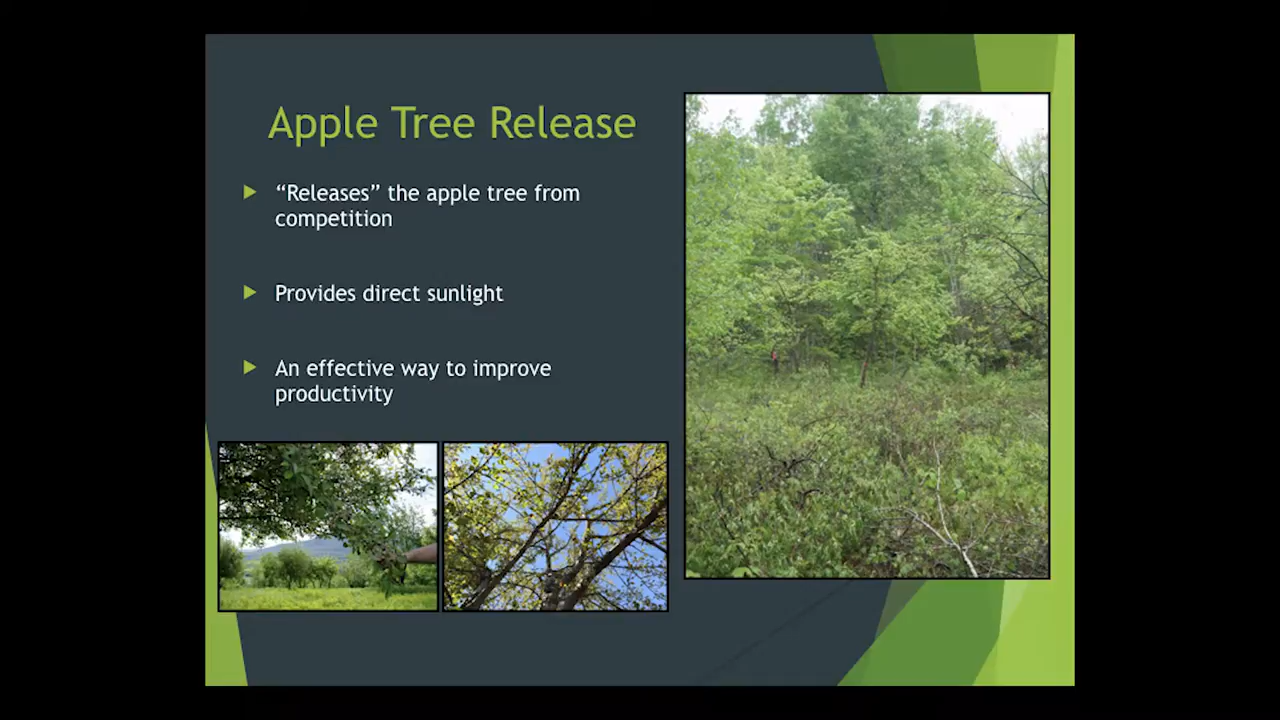 Apple Tree Release
“Releases” the apple tree from
competition
Provides direct sunlight
An effective way to improve
productivity